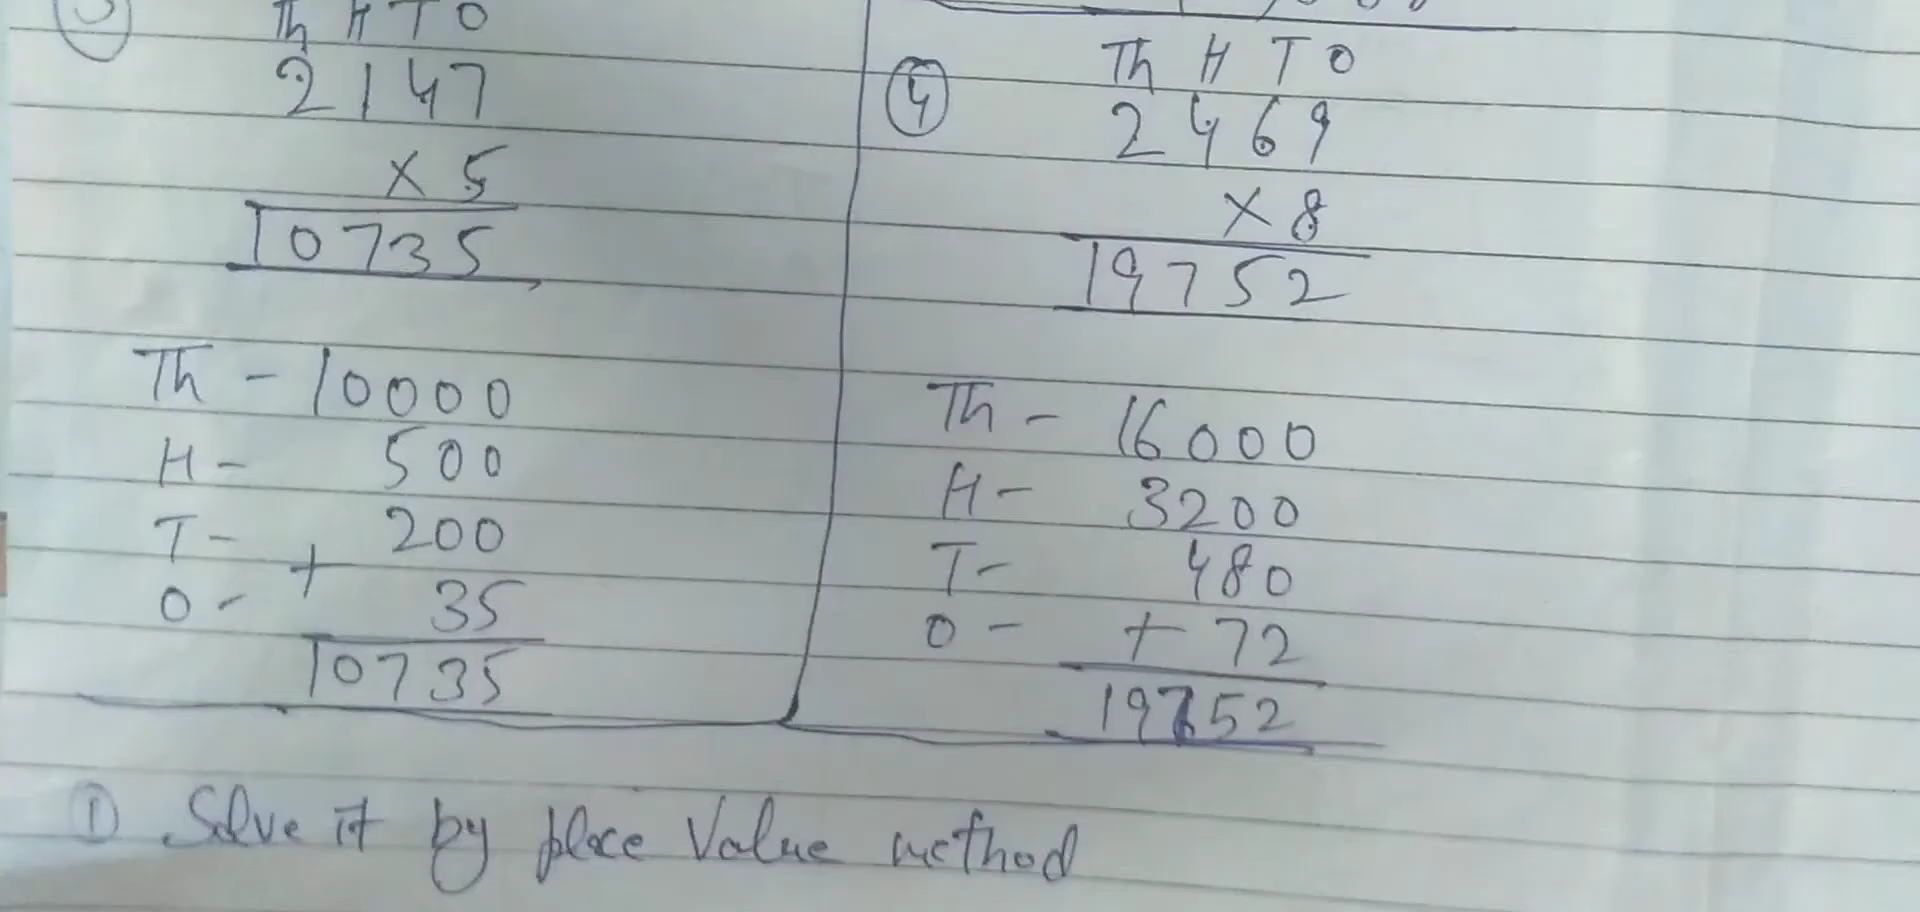 Th H T O
2147
× 5
10735
Th - 10000
H - 500
T - 200
O - + 35
10735
④
Th H T O
2469
× 8
19752
Th - 16000
H - 3200
T - 480
O - + 72
19752
① Solve it by place Value method